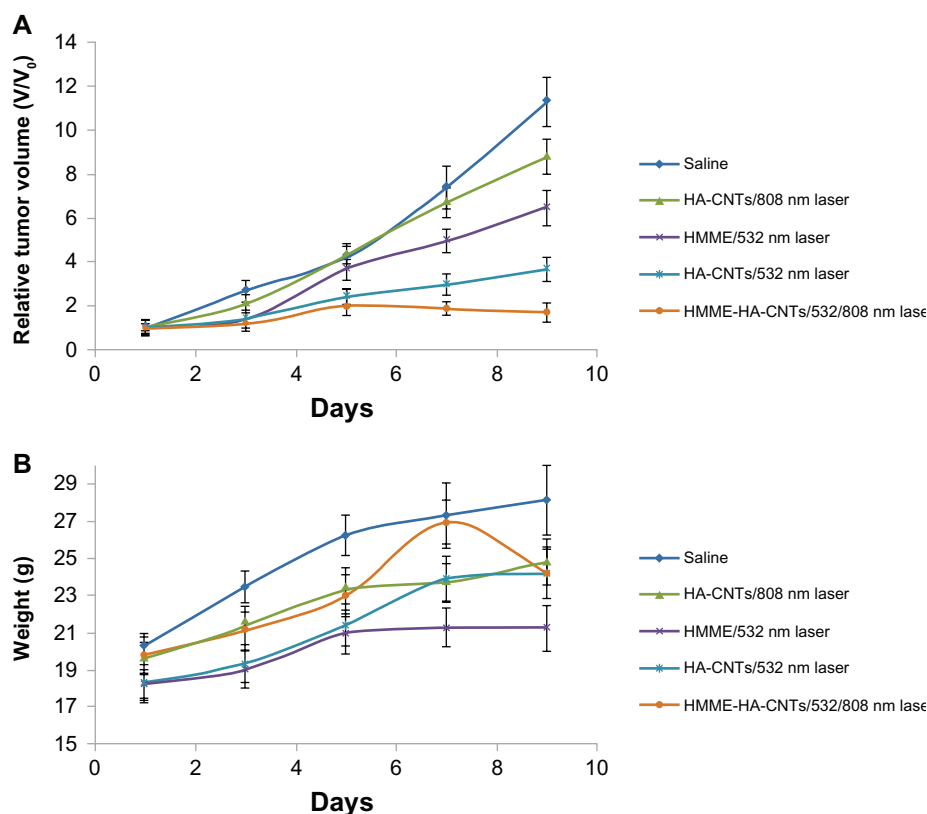 A
Relative tumor volume (V/V0)
14
12
10
8
6
4
2
0
0 2 4 6 8 10
Days
Saline
HA-CNTs/808 nm laser
HMME/532 nm laser
HA-CNTs/532 nm laser
HMME-HA-CNTs/532/808 nm lase
B
Weight (g)
29
27
25
23
21
19
17
15
0 2 4 6 8 10
Days
Saline
HA-CNTs/808 nm laser
HMME/532 nm laser
HA-CNTs/532 nm laser
HMME-HA-CNTs/532/808 nm lase